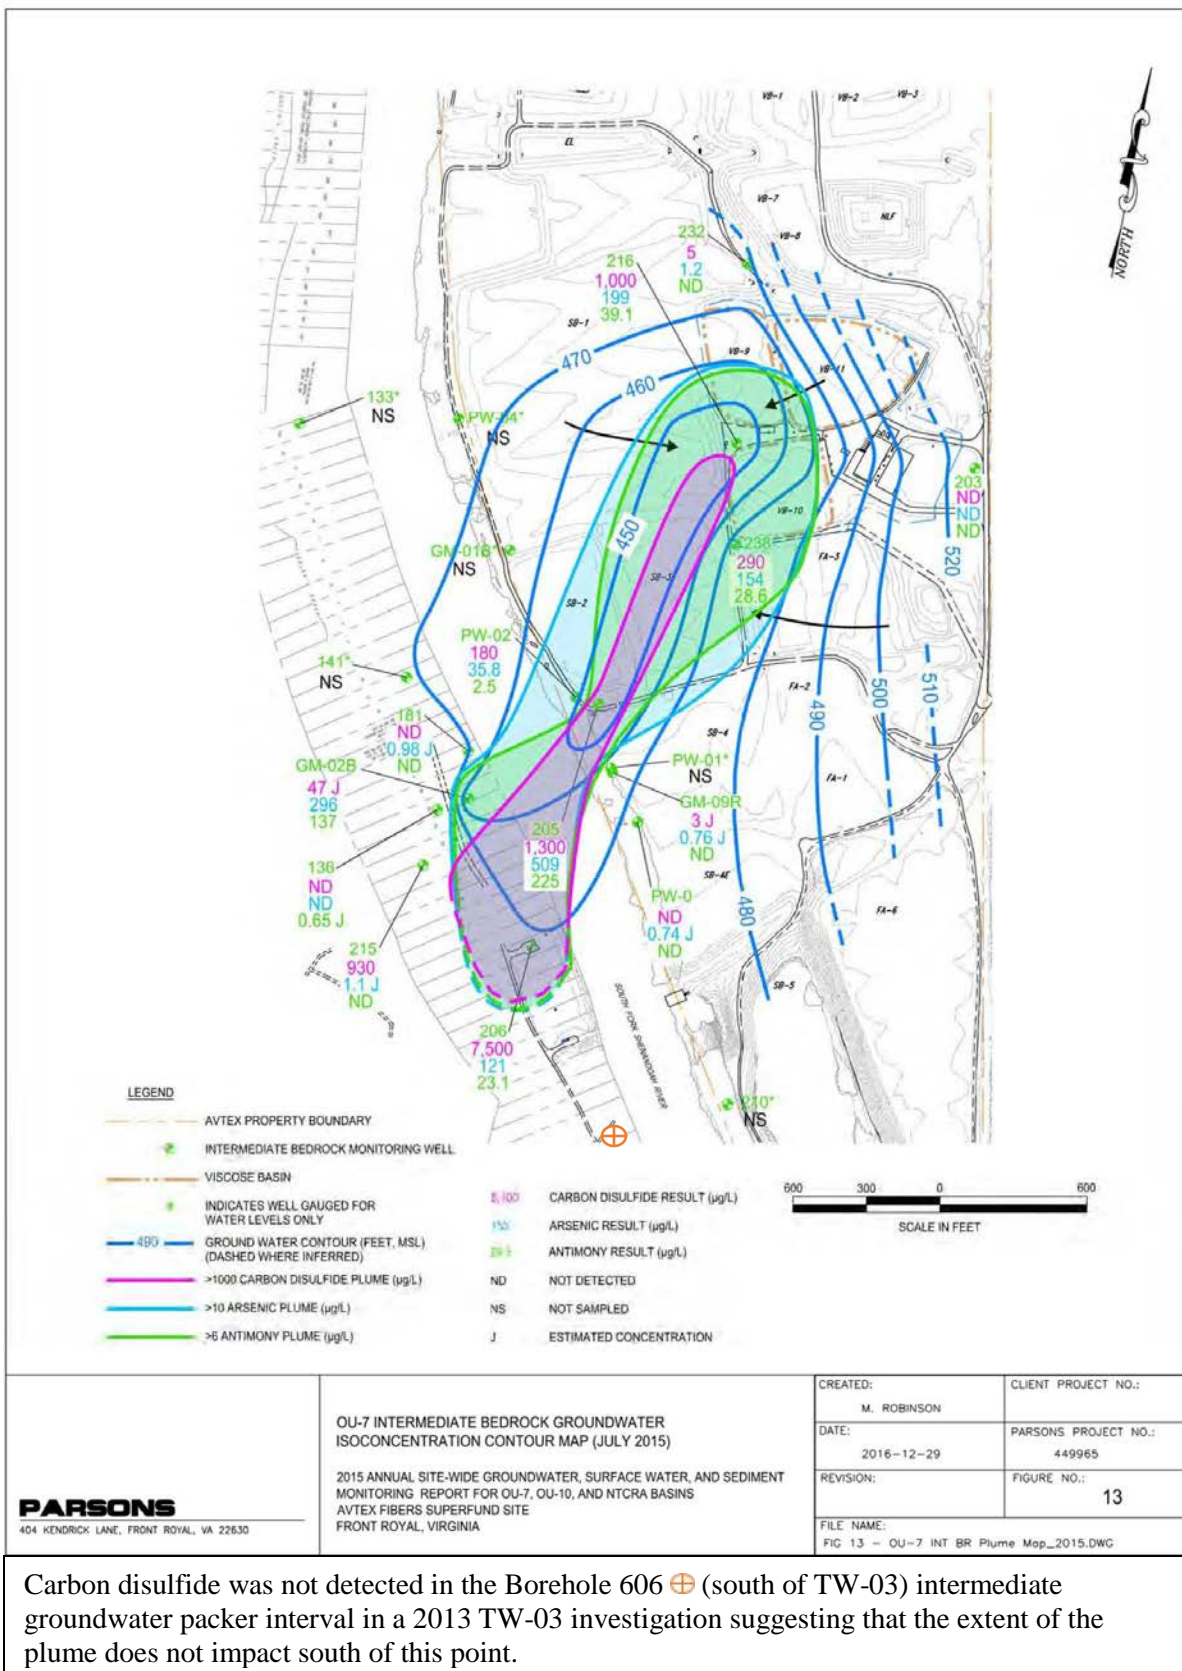 VB-1
VB-2
VB-3
EL
VB-7
NLF
VB-8
NORTH
232
5
1.2
ND
216
1,000
199
39.1
SB-1
470
VB-9
460
VB-11
133*
NS
PW-04*
NS
203
ND
ND
ND
VB-10
450
GM-01B*
NS
238
290
154
28.6
FA-3
520
SB-3
SB-2
PW-02
180
35.8
2.5
141*
NS
FA-2
490
500
510
181
ND
0.98 J
ND
SB-4
GM-02B
47 J
296
137
PW-01*
NS
FA-1
GM-09R
3 J
0.76 J
ND
205
1,300
509
225
136
ND
ND
0.65 J
SB-4E
PW-0
ND
0.74 J
ND
480
FA-6
215
930
1.1 J
ND
SB-5
SOUTH FORK SHENANDOAH RIVER
206
7,500
121
23.1
210*
NS
LEGEND
AVTEX PROPERTY BOUNDARY
INTERMEDIATE BEDROCK MONITORING WELL
VISCOSE BASIN
INDICATES WELL GAUGED FOR
WATER LEVELS ONLY
490 GROUND WATER CONTOUR (FEET, MSL)
(DASHED WHERE INFERRED)
>1000 CARBON DISULFIDE PLUME (µg/L)
>10 ARSENIC PLUME (µg/L)
>6 ANTIMONY PLUME (µg/L)
CARBON DISULFIDE RESULT (µg/L)
ARSENIC RESULT (µg/L)
ANTIMONY RESULT (µg/L)
ND NOT DETECTED
NS NOT SAMPLED
J ESTIMATED CONCENTRATION
600 300 0 600
SCALE IN FEET
PARSONS
404 KENDRICK LANE, FRONT ROYAL, VA 22630
OU-7 INTERMEDIATE BEDROCK GROUNDWATER
ISOCONCENTRATION CONTOUR MAP (JULY 2015)
2015 ANNUAL SITE-WIDE GROUNDWATER, SURFACE WATER, AND SEDIMENT
MONITORING REPORT FOR OU-7, OU-10, AND NTCRA BASINS
AVTEX FIBERS SUPERFUND SITE
FRONT ROYAL, VIRGINIA
CREATED:
M. ROBINSON
CLIENT PROJECT NO.:
DATE:
2016-12-29
PARSONS PROJECT NO.:
449965
REVISION:
FIGURE NO.:
13
FILE NAME:
FIG 13 - OU-7 INT BR Plume Map_2015.DWG
Carbon disulfide was not detected in the Borehole 606 ⊕ (south of TW-03) intermediate
groundwater packer interval in a 2013 TW-03 investigation suggesting that the extent of the
plume does not impact south of this point.